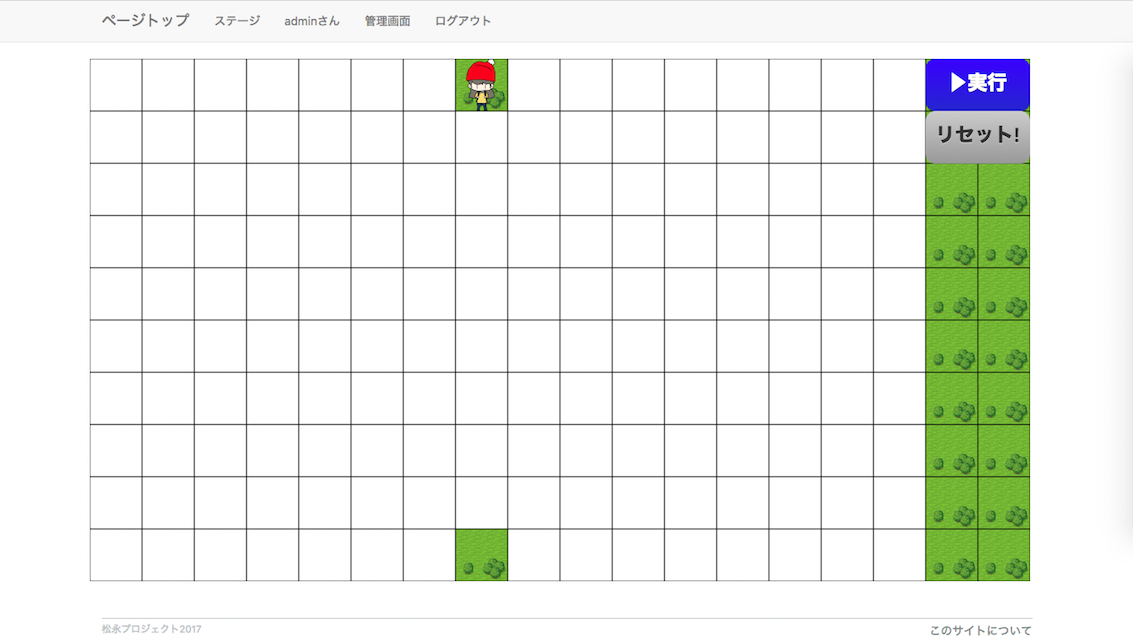 ページトップ ステージ adminさん 管理画面 ログアウト
▶実行
リセット!
松永プロジェクト2017
このサイトについて